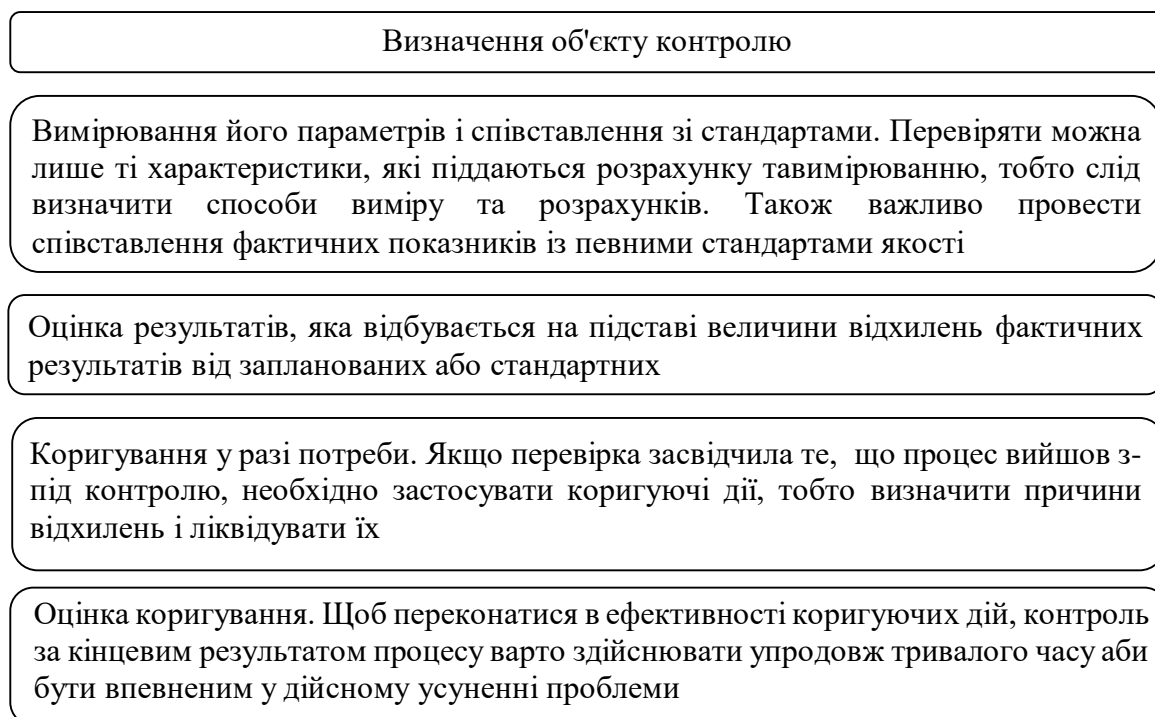 Визначення об'єкту контролю
Вимірювання його параметрів і співставлення зі стандартами. Перевіряти можна
лише ті характеристики, які піддаються розрахунку тавимірюванню, тобто слід
визначити способи виміру та розрахунків. Також важливо провести
співставлення фактичних показників із певними стандартами якості
Оцінка результатів, яка відбувається на підставі величини відхилень фактичних
результатів від запланованих або стандартних
Коригування у разі потреби. Якщо перевірка засвідчила те, що процес вийшов з-
під контролю, необхідно застосувати коригуючі дії, тобто визначити причини
відхилень і ліквідувати їх
Оцінка коригування. Щоб переконатися в ефективності коригуючих дій, контроль
за кінцевим результатом процесу варто здійснювати упродовж тривалого часу аби
бути впевненим у дійсному усуненні проблеми